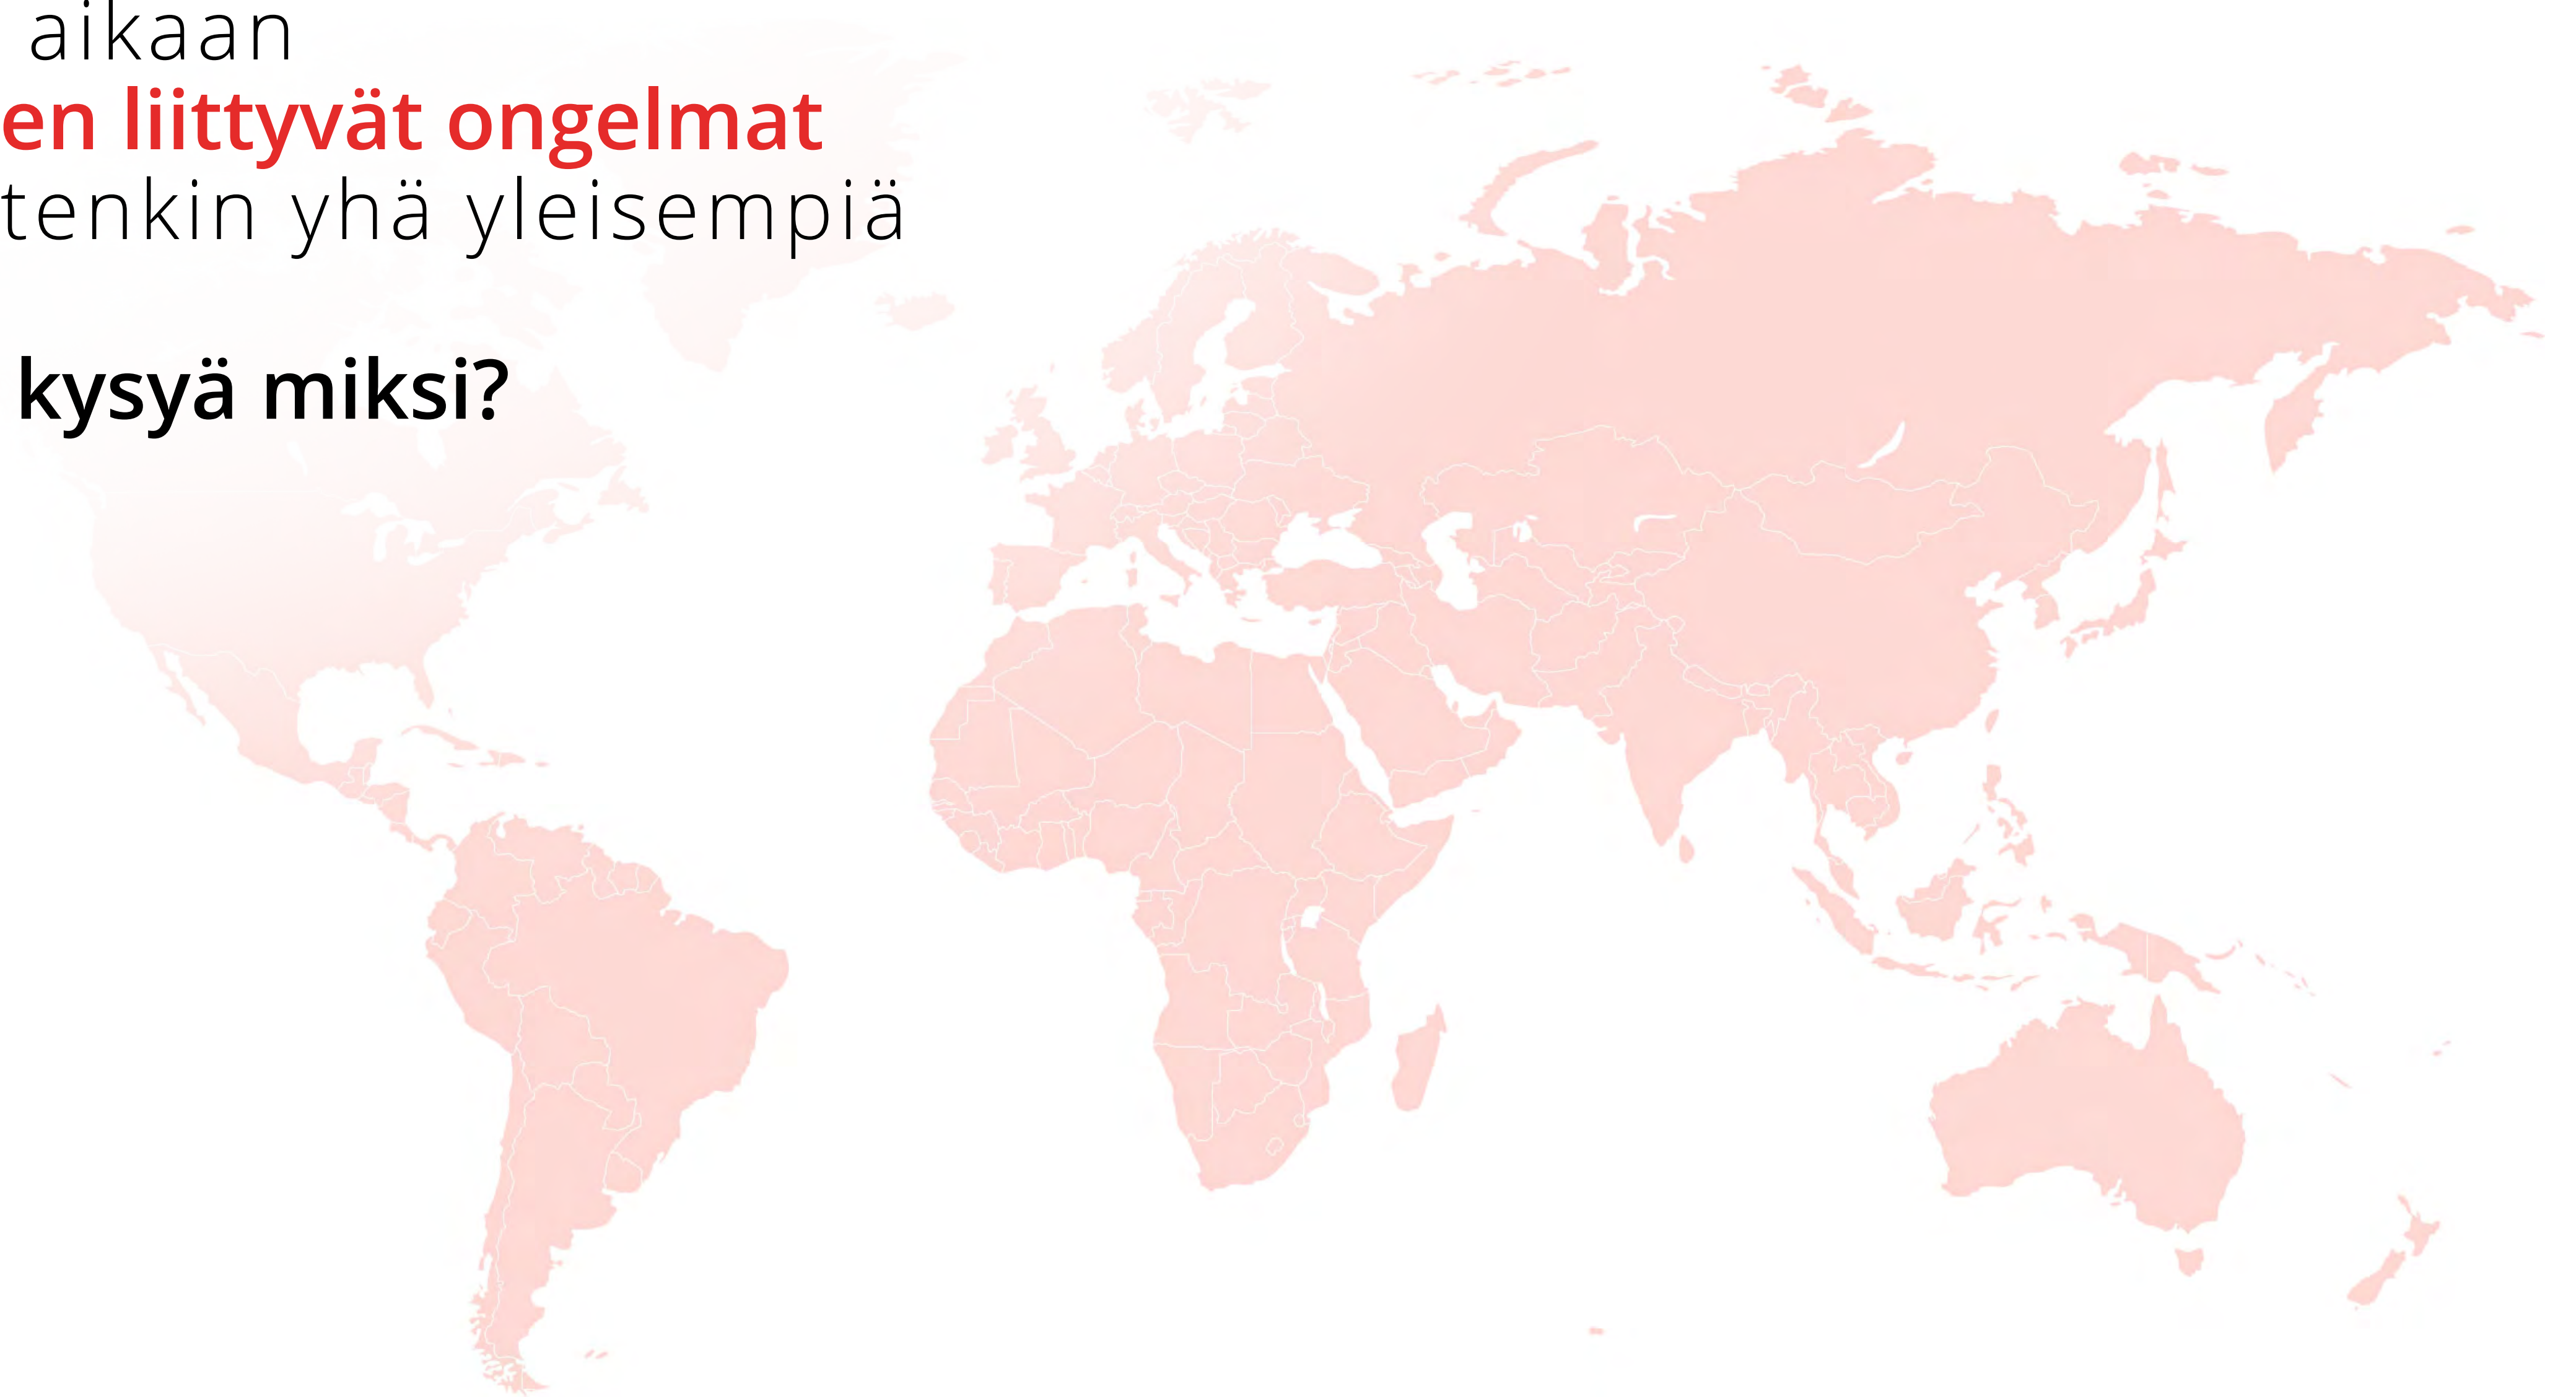 aikaan
en liittyvät ongelmat
tenkin yhä yleisempiä
kysyä miksi?